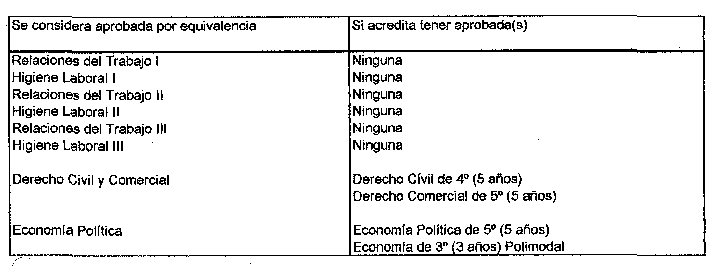 Se considera aprobada por equivalencia Si acredita tener aprobada(s)
Relaciones del Trabajo I Ninguna
Higiene Laboral I Ninguna
Relaciones del Trabajo II Ninguna
Higiene Laboral II Ninguna
Relaciones del Trabajo III Ninguna
Higiene Laboral III Ninguna
Derecho Civil y Comercial Derecho Civil de 4º (5 años)
Derecho Comercial de 5º (5 años)
Economía Política Economía Política de 5º (5 años)
Economía de 3º (3 años) Polimodal